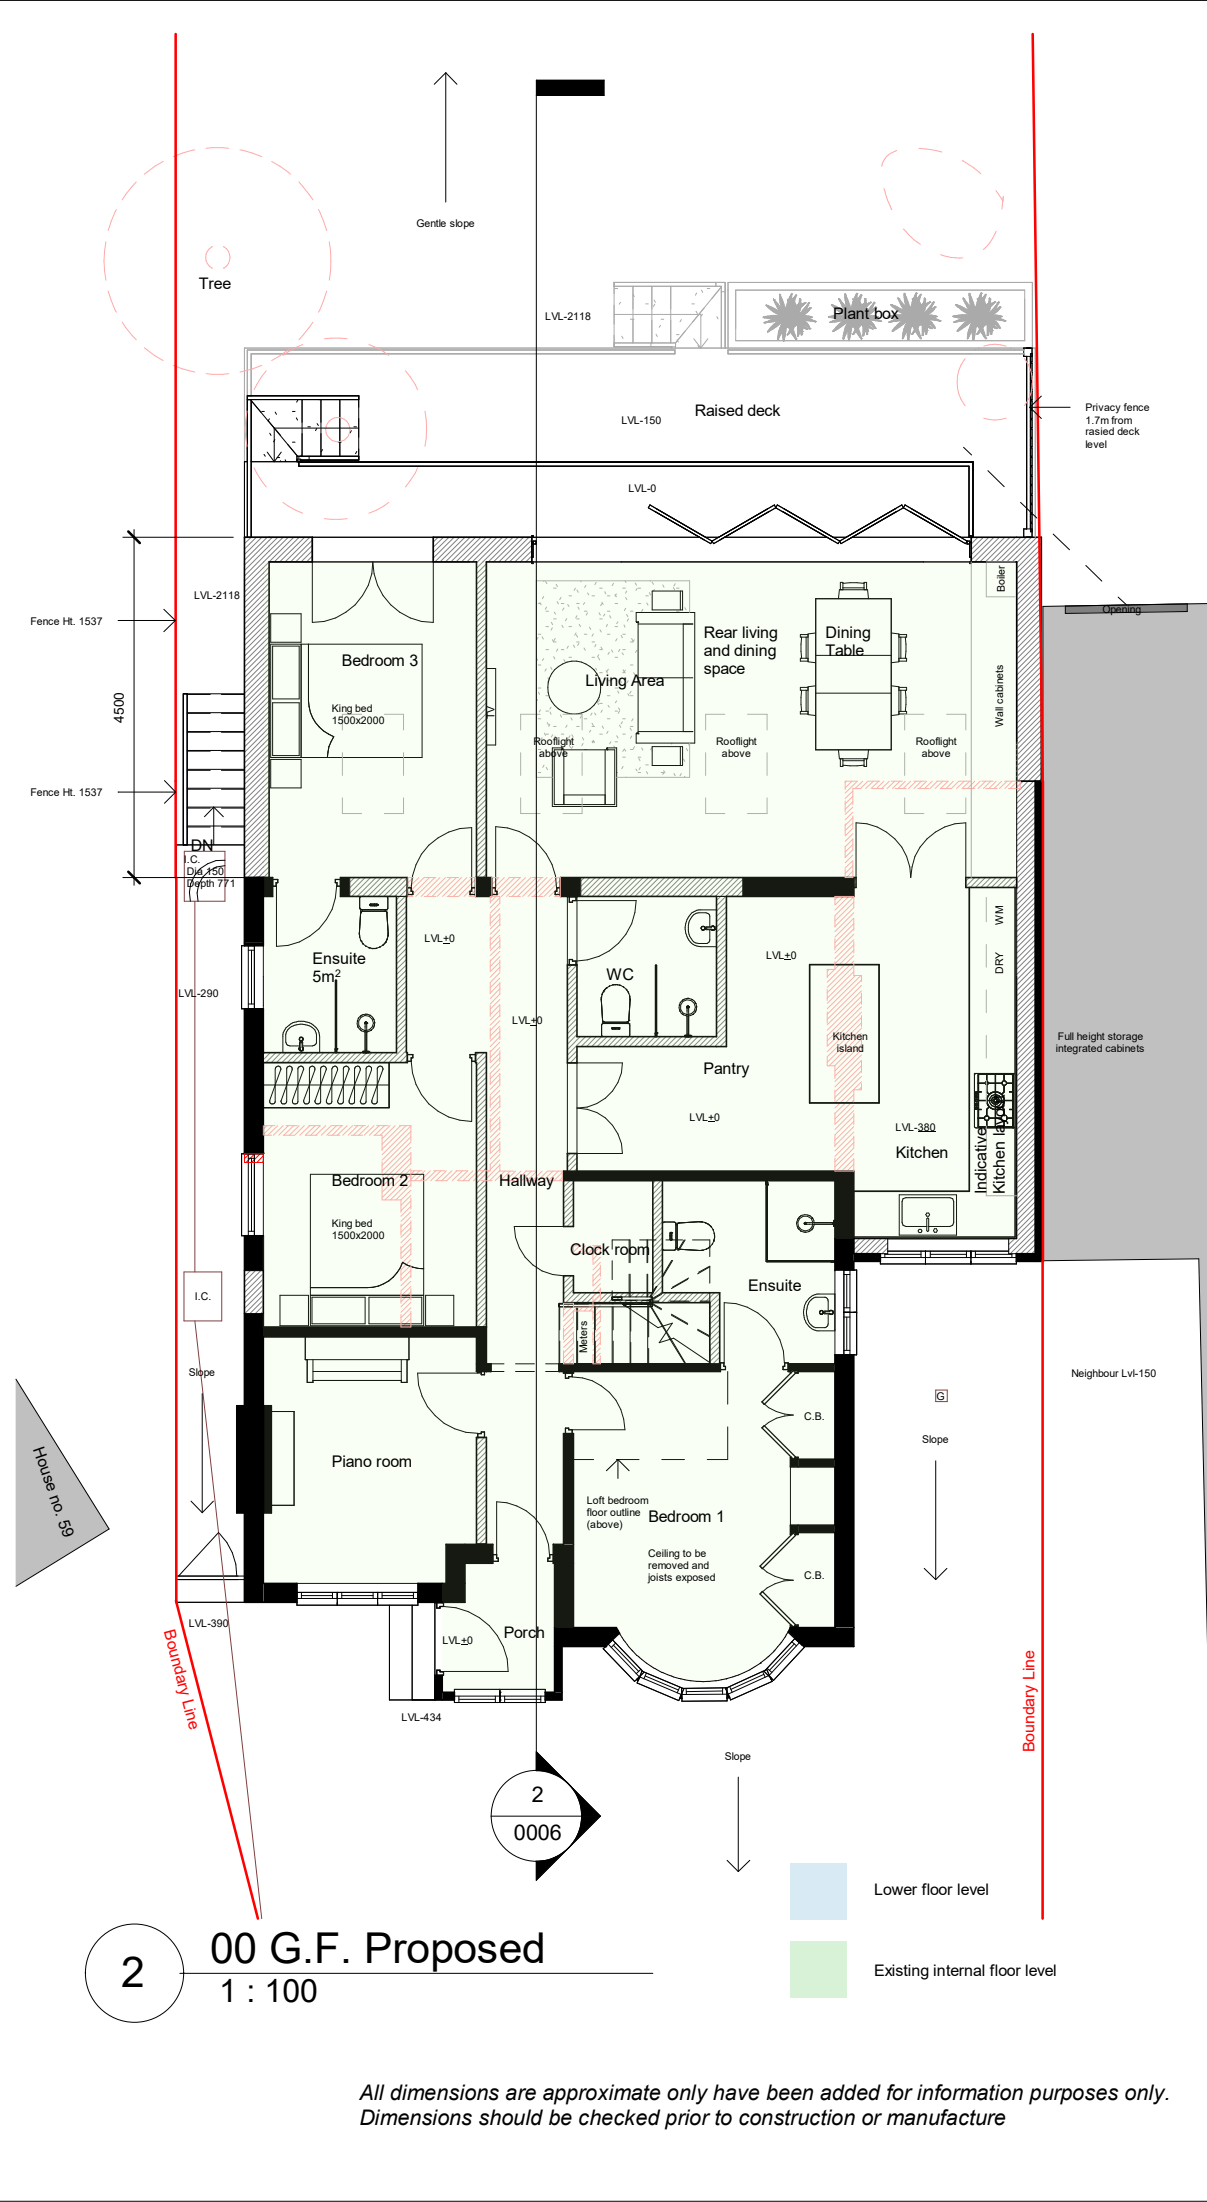 Gentle slope
Tree
LVL-2118
Plant box
Raised deck
LVL-150
Privacy fence
1.7m from
rasied deck
level
LVL-0
LVL-2118
Fence Ht. 1537
4500
Fence Ht. 1537
Boiler
Opening
Bedroom 3
King bed
1500x2000
Rear living
and dining
space
Living Area
Dining
Table
TV
Wall cabinets
Rooflight
above
Rooflight
above
Rooflight
above
DN
I.C.
Dia 150
Depth 771
LVL±0
Ensuite
5m²
WC
LVL±0
WM
DRY
LVL-290
LVL±0
Kitchen
island
Full height storage
integrated cabinets
Pantry
LVL±0
LVL-380
Kitchen
Indicative
Kitchen
Bedroom 2
King bed
1500x2000
Hallway
Clock room
Ensuite
I.C.
Meters
Slope
Neighbour Lvl-150
G
Slope
C.B.
House no. 59
Piano room
Loft bedroom
floor outline
(above)
Bedroom 1
Ceiling to be
removed and
joists exposed
C.B.
LVL-390
LVL±0
Porch
Boundary Line
Boundary Line
LVL-434
Slope
2
0006
Lower floor level
Existing internal floor level
2
00 G.F. Proposed
1 : 100
All dimensions are approximate only have been added for information purposes only.
Dimensions should be checked prior to construction or manufacture